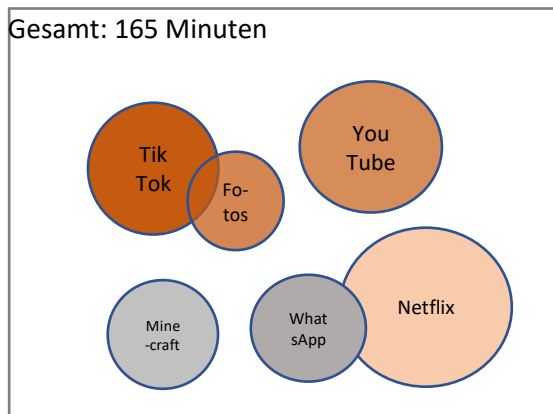 Gesamt: 165 Minuten
Tik
Tok
You
Tube
Fo-
tos
Mine
-craft
What
sApp
Netflix